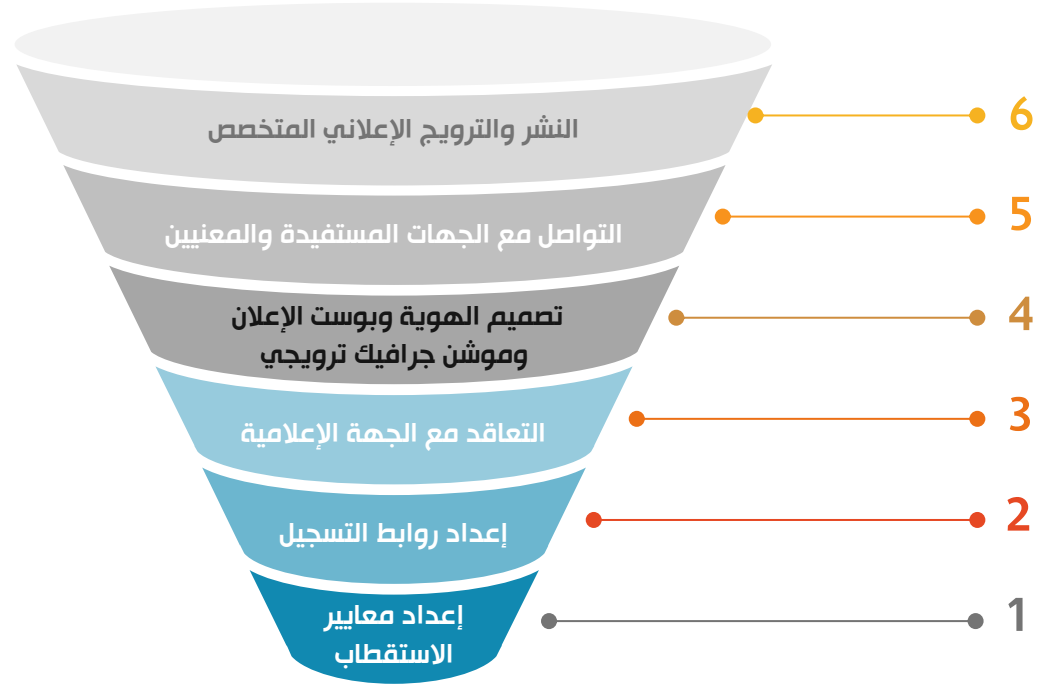 النشر والترويج الإعلاني المتخصص
6
التواصل مع الجهات المستفيدة والمعنيين
5
تصميم الهوية وبوست الإعلان
وموشن جرافيك ترويجي
4
التعاقد مع الجهة الإعلامية
3
إعداد روابط التسجيل
2
إعداد معايير
الاستقطاب
1